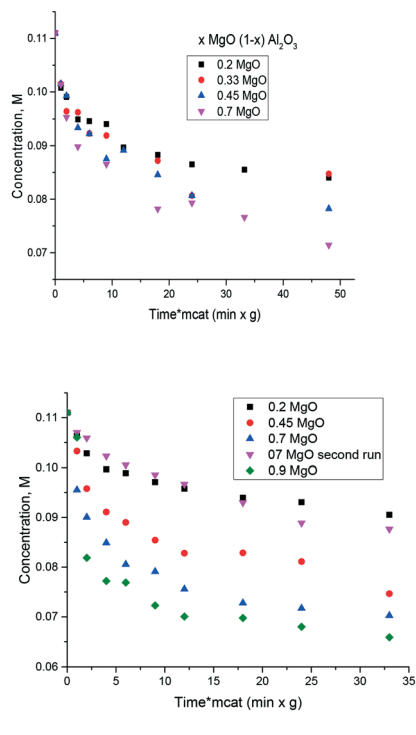 0.11
0.10
0.09
0.08
0.07
Concentration, M
x MgO (1-x) Al₂O₃
0.2 MgO
0.33 MgO
0.45 MgO
0.7 MgO
0 10 20 30 40 50
Time*mcat (min x g)
0.11
0.10
0.09
0.08
0.07
0.06
Concentration, M
0.2 MgO
0.45 MgO
0.7 MgO
07 MgO second run
0.9 MgO
0 5 10 15 20 25 30 35
Time*mcat (min x g)